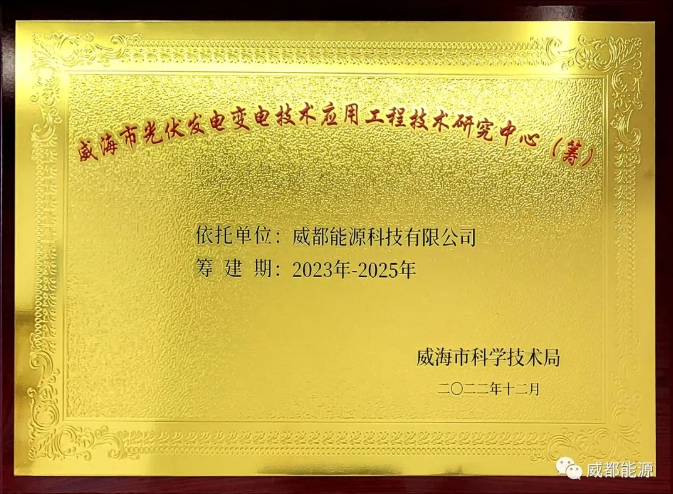 威海市光伏发电变电技术应用工程技术研究中心（筹）
依托单位：威都能源科技有限公司
筹建期：2023年-2025年
威海市科学技术局
二〇二二年十二月
威都能源